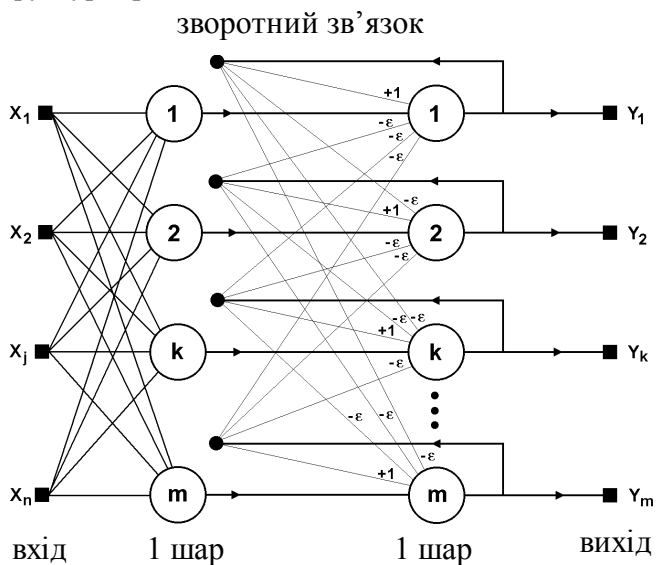 зворотний зв’язок
+1
X1 1 1 Y1
-ε
-ε
-ε
+1
X2 2 2 Y2
-ε
-ε
-ε -ε
+1
Xj k k Yk
-ε
-ε -ε
-ε
+1
Xn m m Ym
вхід 1 шар 1 шар вихід